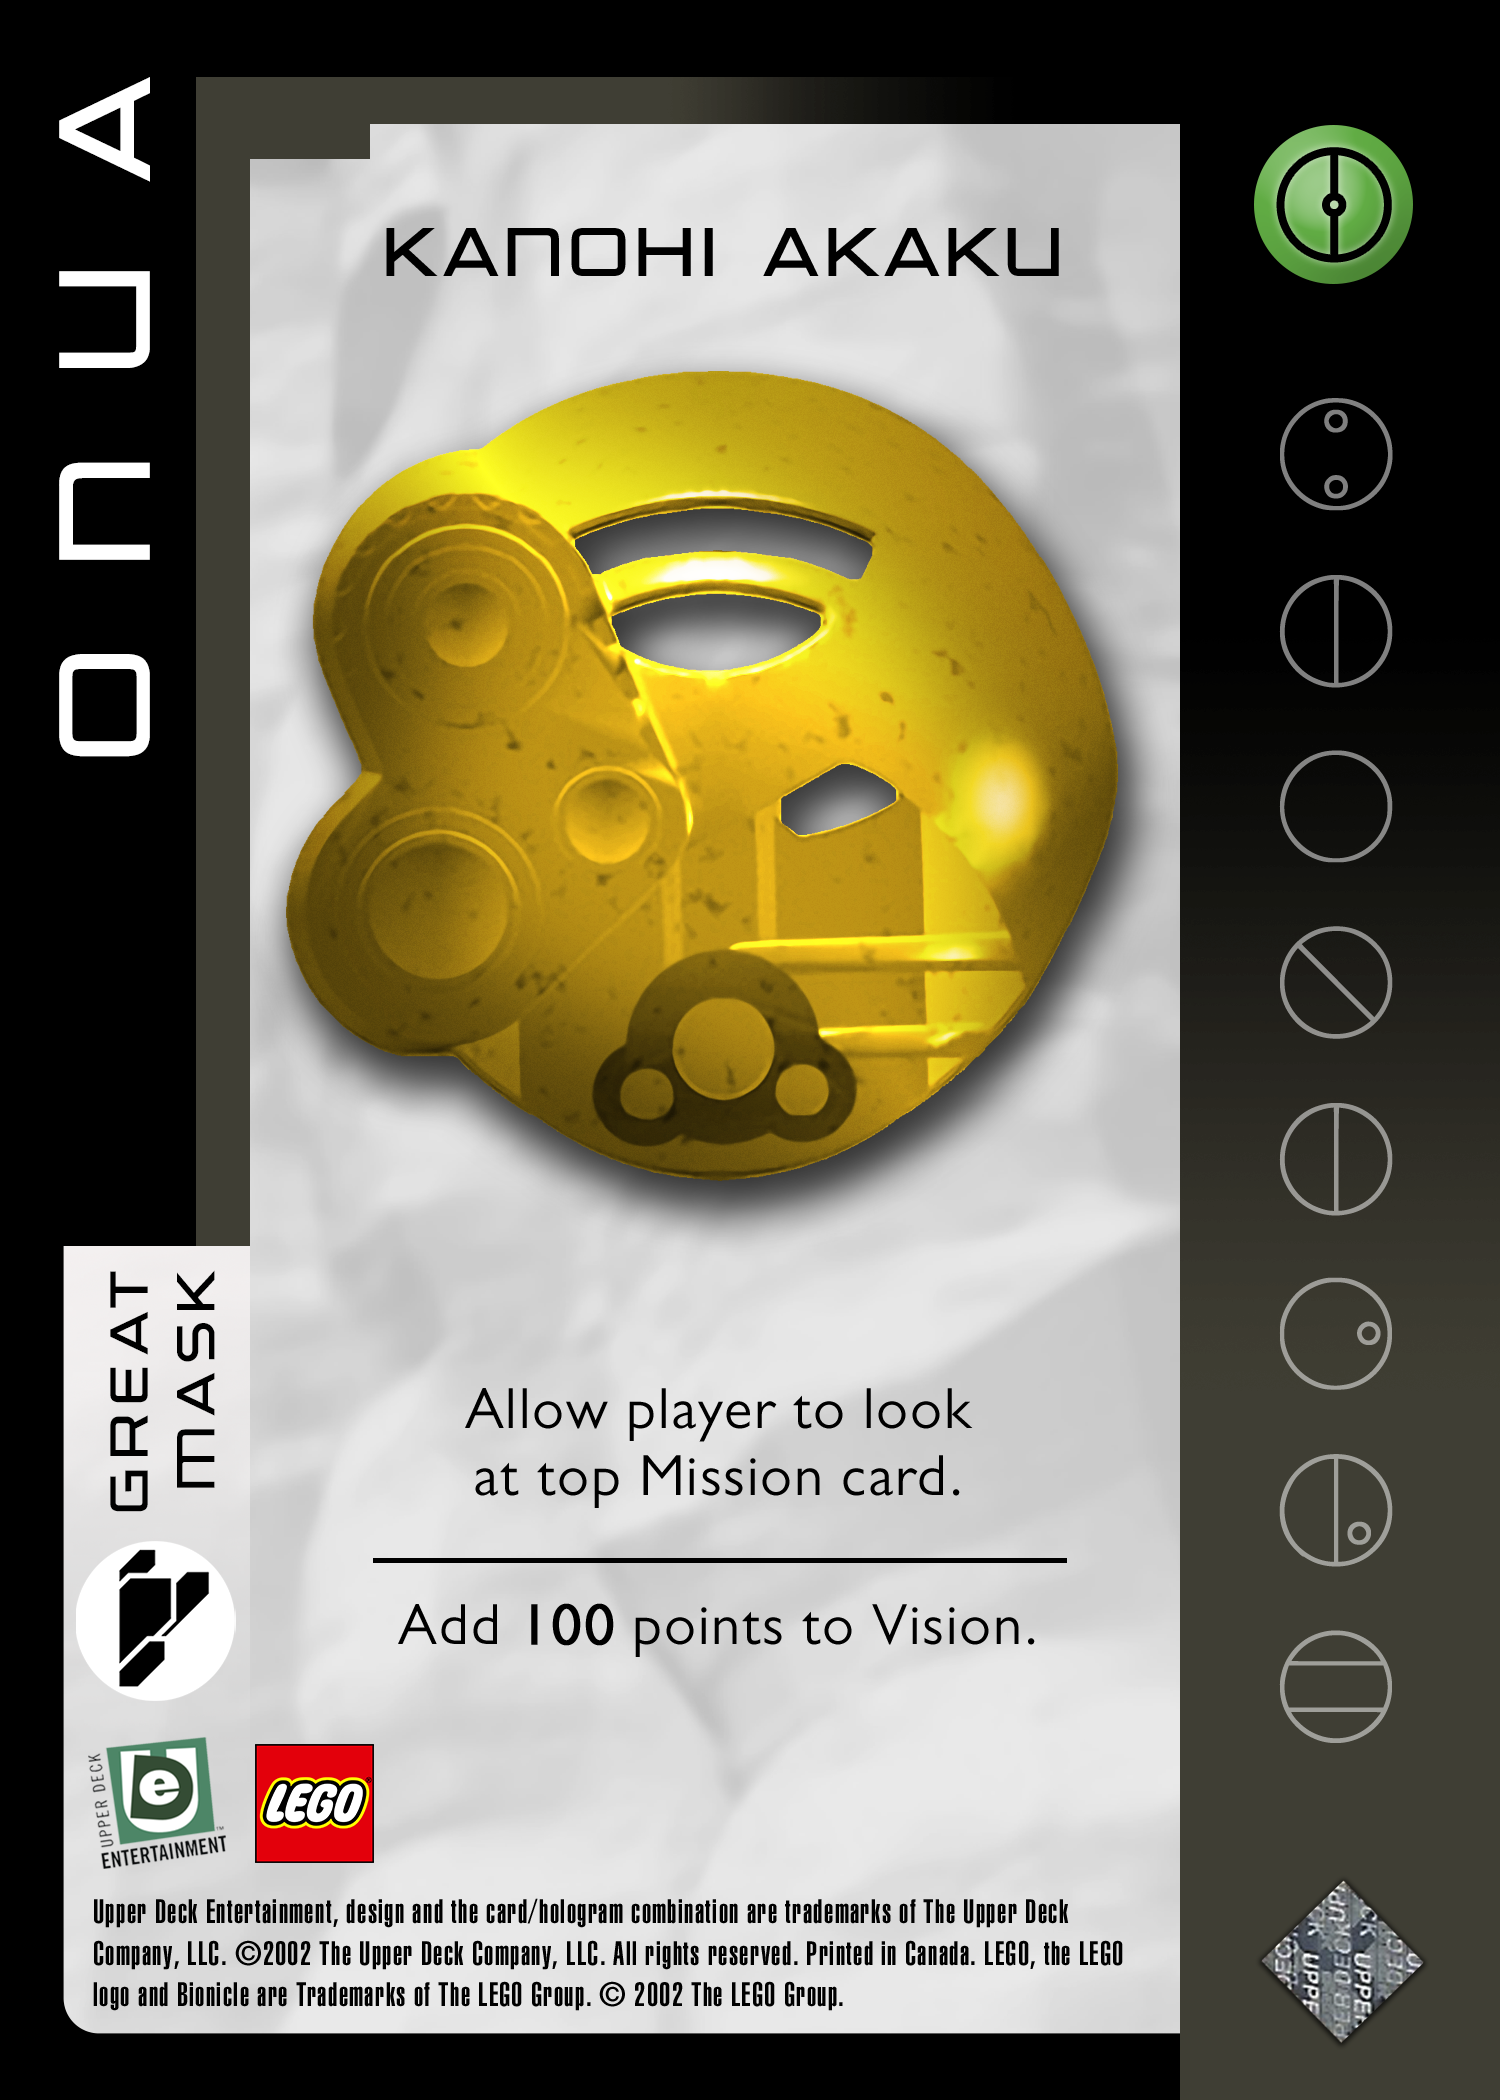 ONUA
KANOHI AKAKU
GREAT
MASK
Allow player to look
at top Mission card.
Add 100 points to Vision.
UPPER DECK
e
ENTERTAINMENT™
LEGO
Upper Deck Entertainment, design and the card/hologram combination are trademarks of The Upper Deck
Company, LLC. ©2002 The Upper Deck Company, LLC. All rights reserved. Printed in Canada. LEGO, the LEGO
logo and Bionicle are Trademarks of The LEGO Group. © 2002 The LEGO Group.